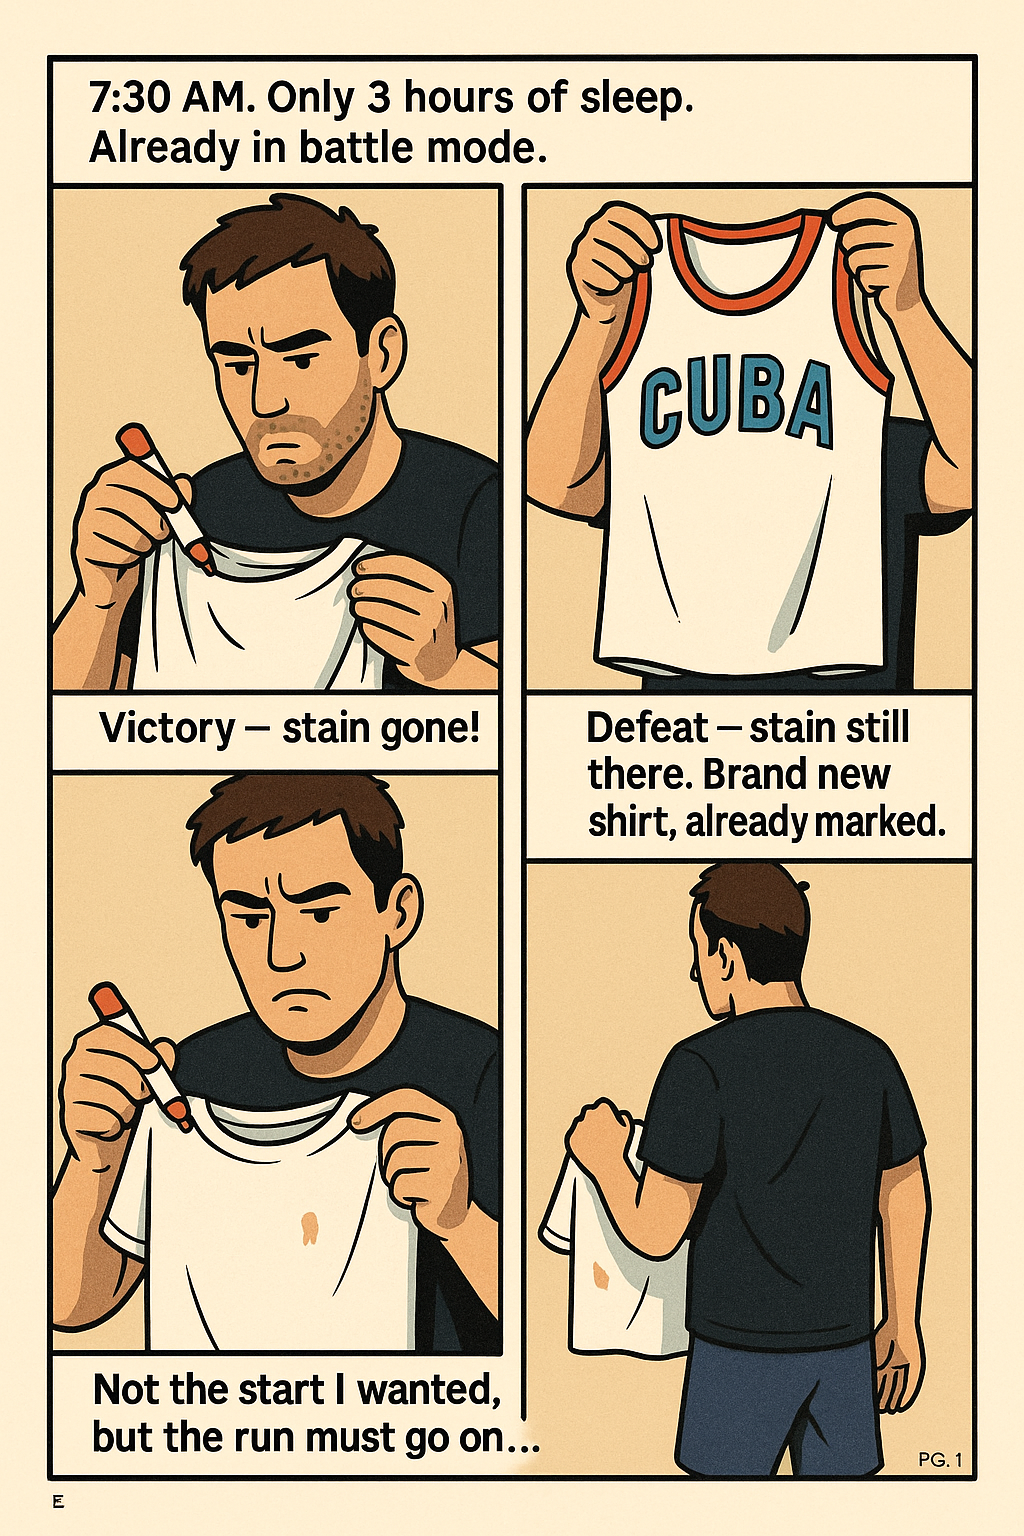 7:30 AM. Only 3 hours of sleep.
Already in battle mode.
CUBA
Victory – stain gone!
Defeat – stain still
there. Brand new
shirt, already marked.
Not the start I wanted,
but the run must go on...
PG. 1
E